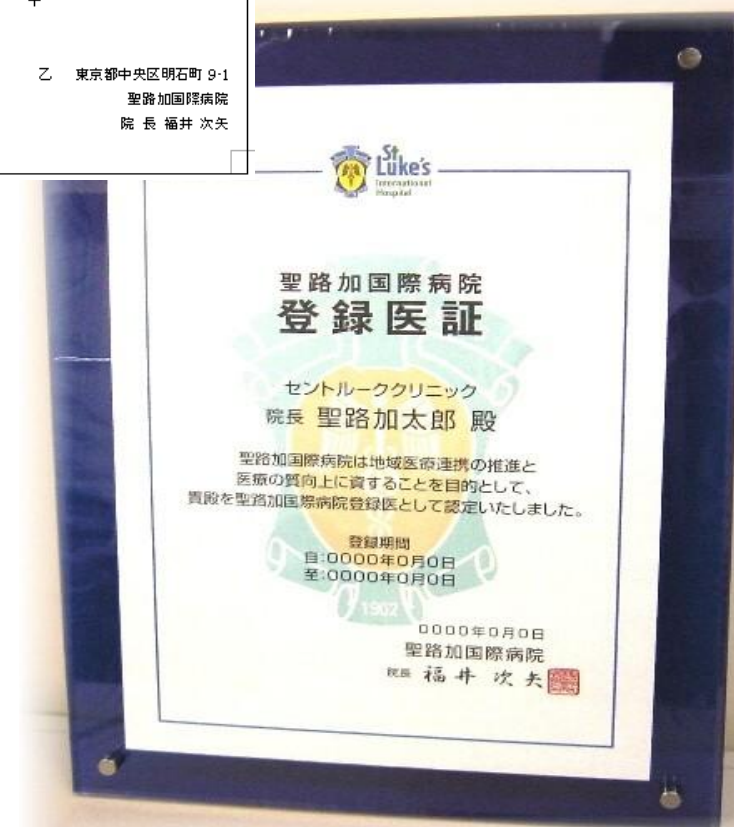 乙 東京都中央区明石町 9-1
聖路加国際病院
院 長 福井 次矢
St.
Luke's
International
Hospital
聖路加国際病院
登録医証
セントルーククリニック
院長 聖路加太郎 殿
聖路加国際病院は地域医療連携の推進と
医療の質向上に資することを目的として、
貴殿を聖路加国際病院登録医として認定いたしました。
登録期間
自:0000年0月0日
至:0000年0月0日
1902
0000年0月0日
聖路加国際病院
院長 福井 次矢